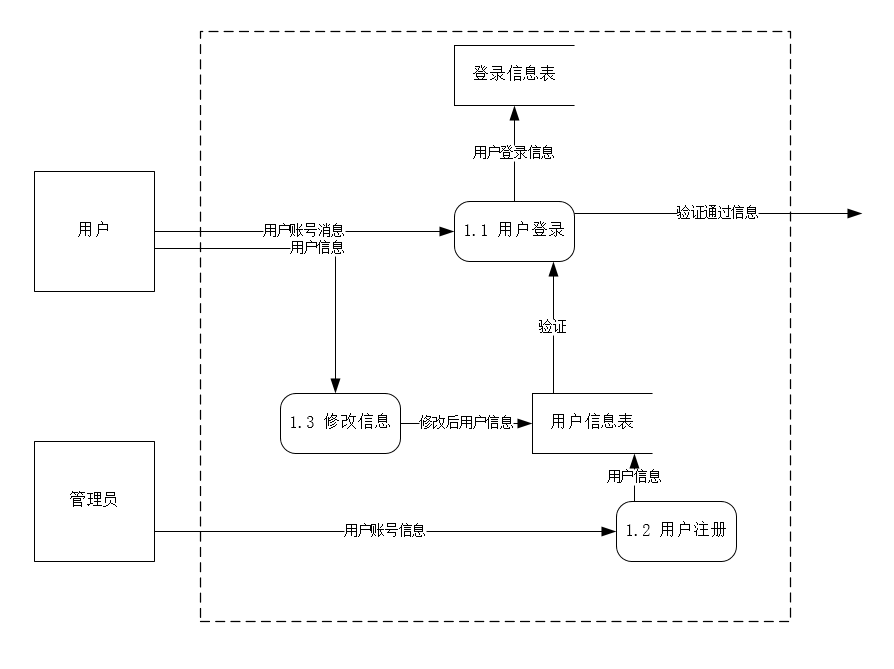 登录信息表
用户登录信息
用户
用户账号消息
用户信息
1.1 用户登录
验证通过信息
验证
1.3 修改信息
修改后用户信息
用户信息表
用户信息
管理员
用户账号信息
1.2 用户注册